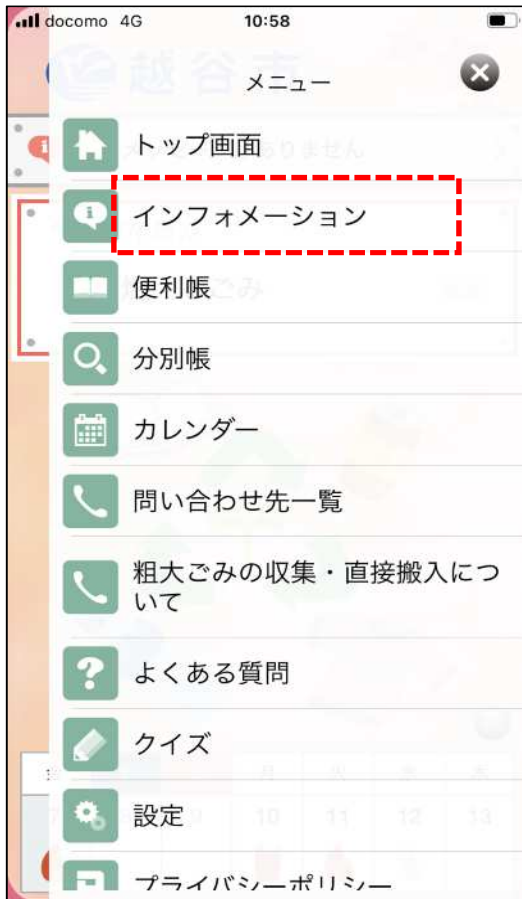 docomo 4G 10:58
越谷市
メニュー
トップ画面
インフォメーション
便利帳
分別帳
カレンダー
問い合わせ先一覧
粗大ごみの収集・直接搬入につ
いて
よくある質問
クイズ
設定
10 11 12 13
プライバシーポリシー